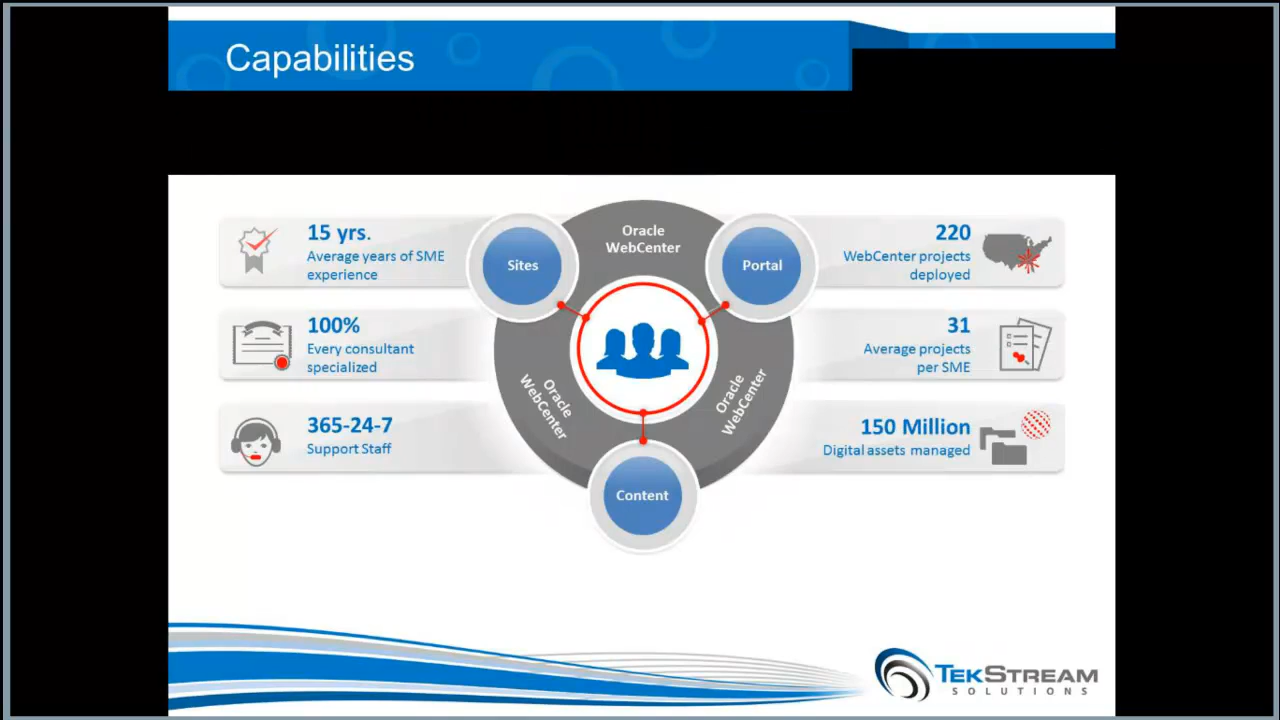 Capabilities
15 yrs.
Average years of SME
experience
100%
Every consultant
specialized
365-24-7
Support Staff
Oracle
WebCenter
Sites
Portal
Oracle
WebCenter
Oracle
WebCenter
Content
220
WebCenter projects
deployed
31
Average projects
per SME
150 Million
Digital assets managed
TEKSTREAM
SOLUTIONS